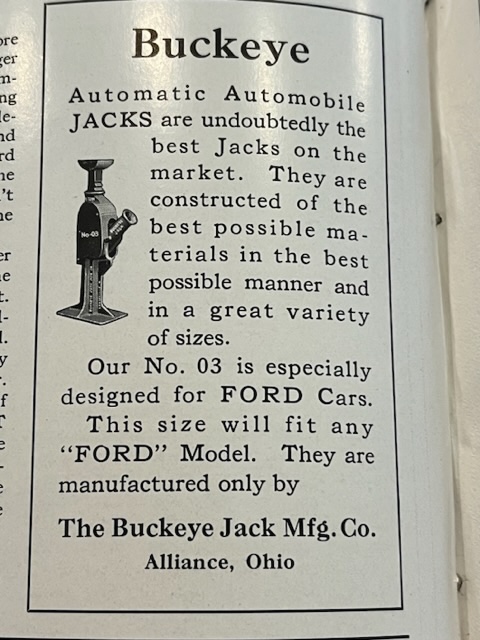 Buckeye
Automatic Automobile
JACKS are undoubtedly the
best Jacks on the
market. They are
constructed of the
best possible ma-
terials in the best
possible manner and
in a great variety
of sizes.
No-03
Our No. 03 is especially
designed for FORD Cars.
This size will fit any
"FORD" Model. They are
manufactured only by
The Buckeye Jack Mfg. Co.
Alliance, Ohio